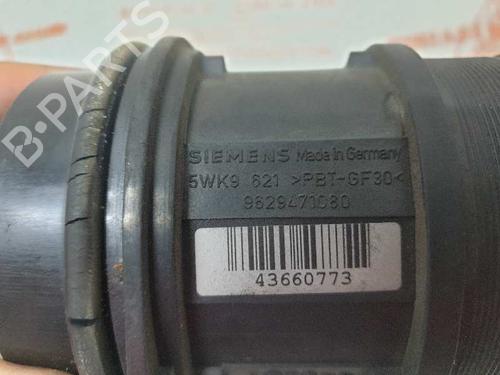 SIEMENS Made in Germany
5WK9 621 >PBT-GF30<
9629471080
43660773
B-PARTS